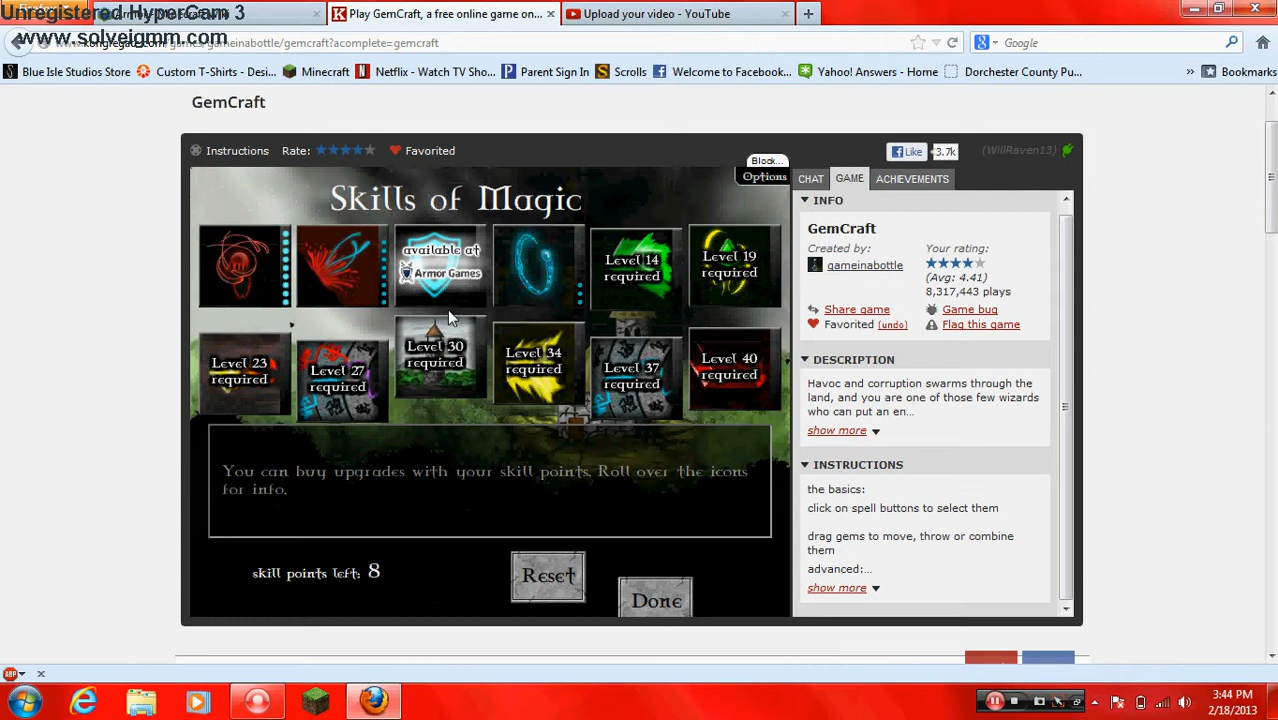 Unregistered HyperCam 3
www.solveigmm.com
Play GemCraft, a free online game on...
Upload your video - YouTube
games/gameinabottle/gemcraft?acomplete=gemcraft
Google
Blue Isle Studios Store
Custom T-Shirts - Desi...
Minecraft
Netflix - Watch TV Sho...
Parent Sign In
Scrolls
Welcome to Facebook...
Yahoo! Answers - Home
Dorchester County Pu...
»
Bookmarks
GemCraft
Instructions
Rate:
Favorited
Like
3.7k
(WillRaven13)
Block...
Options
CHAT
GAME
ACHIEVEMENTS
Skills of Magic
available at
Armor Games
Level 14
required
Level 19
required
Level 23
required
Level 27
required
Level 30
required
Level 34
required
Level 37
required
Level 40
required
You can buy upgrades with your skill points. Roll over the icons
for info.
skill points left: 8
Reset
Done
INFO
GemCraft
Created by:
gameinabottle
Your rating:
(Avg: 4.41)
8,317,443 plays
Share game
Game bug
Favorited (undo)
Flag this game
DESCRIPTION
Havoc and corruption swarms through the
land, and you are one of those few wizards
who can put an en...
show more
INSTRUCTIONS
the basics:
click on spell buttons to select them
drag gems to move, throw or combine
them
advanced:...
show more
ABP
3:44 PM
2/18/2013